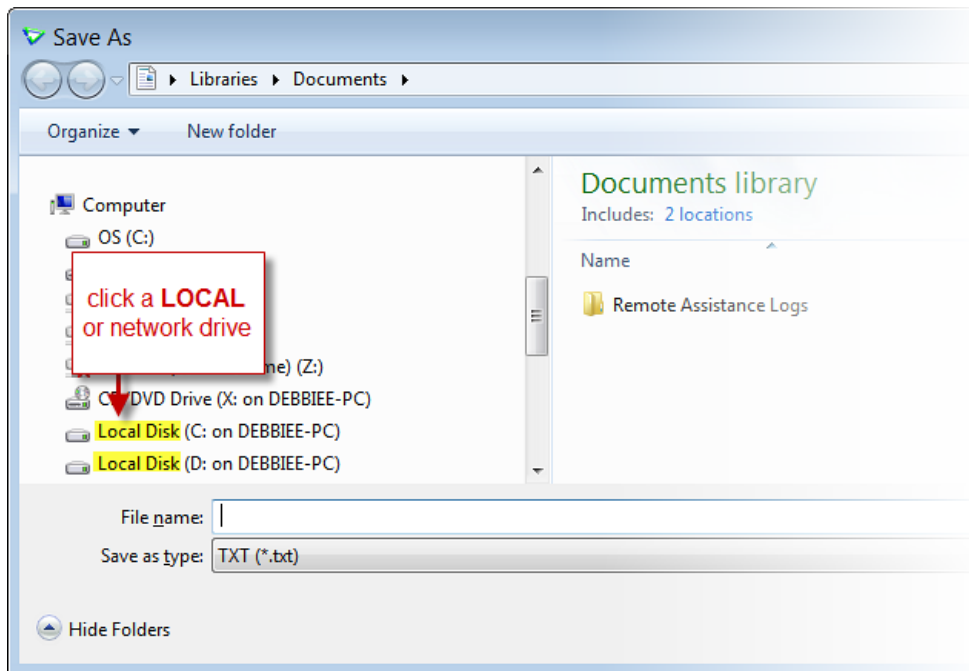 Save As
Libraries Documents
Organize New folder
Computer
OS (C:)
click a LOCAL
or network drive
me) (Z:)
DVD Drive (X: on DEBBIEE-PC)
Local Disk (C: on DEBBIEE-PC)
Local Disk (D: on DEBBIEE-PC)
Documents library
Includes: 2 locations
Name
Remote Assistance Logs
File name:
Save as type: TXT (*.txt)
Hide Folders